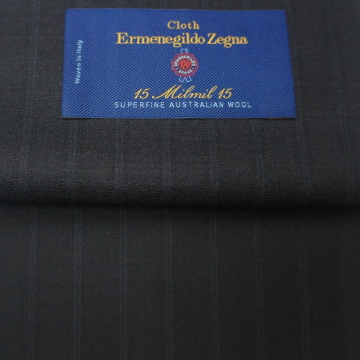 Cloth
Ermenegildo Zegna
Woven in Italy
15 Milmil 15
SUPERFINE AUSTRALIAN WOOL